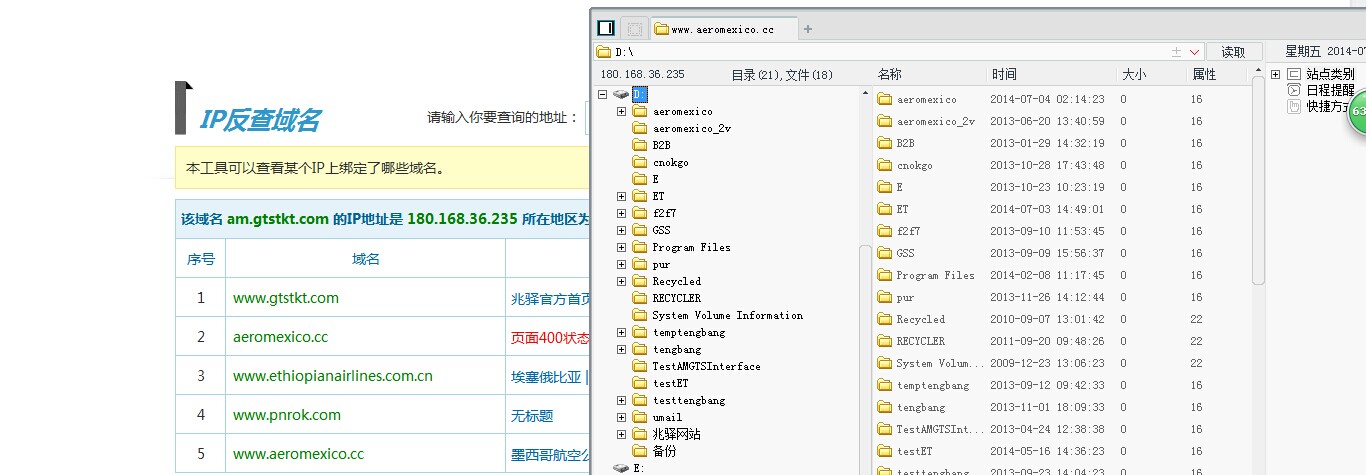 IP反查域名
请输入你要查询的地址：
本工具可以查看某个IP上绑定了哪些域名。
该域名 am.gtstkt.com 的IP地址是 180.168.36.235 所在地区为
序号 域名
1 www.gtstkt.com 兆驿官方首页
2 aeromexico.cc 页面400状态
3 www.ethiopianairlines.com.cn 埃塞俄比亚 |
4 www.pnrok.com 无标题
5 www.aeromexico.cc 墨西哥航空公
www.aeromexico.cc
D:\ 读取
180.168.36.235 目录(21),文件(18)
D:
aeromexico
aeromexico_2v
B2B
cnokgo
E
ET
f2f7
GSS
Program Files
pur
Recycled
RECYCLER
System Volume Information
temptengbang
tengbang
TestAMGTSInterface
testET
testtengbang
umail
兆驿网站
备份
E:
名称 时间 大小 属性
aeromexico 2014-07-04 02:14:23 0 16
aeromexico_2v 2013-06-20 13:40:59 0 16
B2B 2013-01-29 14:32:19 0 16
cnokgo 2013-10-28 17:43:48 0 16
E 2013-10-23 10:23:19 0 16
ET 2014-07-03 14:49:01 0 16
f2f7 2013-09-10 11:53:45 0 16
GSS 2013-09-09 15:56:37 0 16
Program Files 2014-02-08 11:17:45 0 16
pur 2013-11-26 14:12:44 0 16
Recycled 2010-09-07 13:01:42 0 22
RECYCLER 2011-09-20 09:48:26 0 22
System Volum... 2009-12-23 13:06:23 0 22
temptengbang 2013-09-12 09:42:33 0 16
tengbang 2013-11-01 18:09:33 0 16
TestAMGTSInt... 2013-04-24 12:38:38 0 16
testET 2014-05-16 14:36:23 0 16
testtengbang 2013-09-23 14:04:23 0 16
星期五 2014-07
站点类别
日程提醒
快捷方式
63